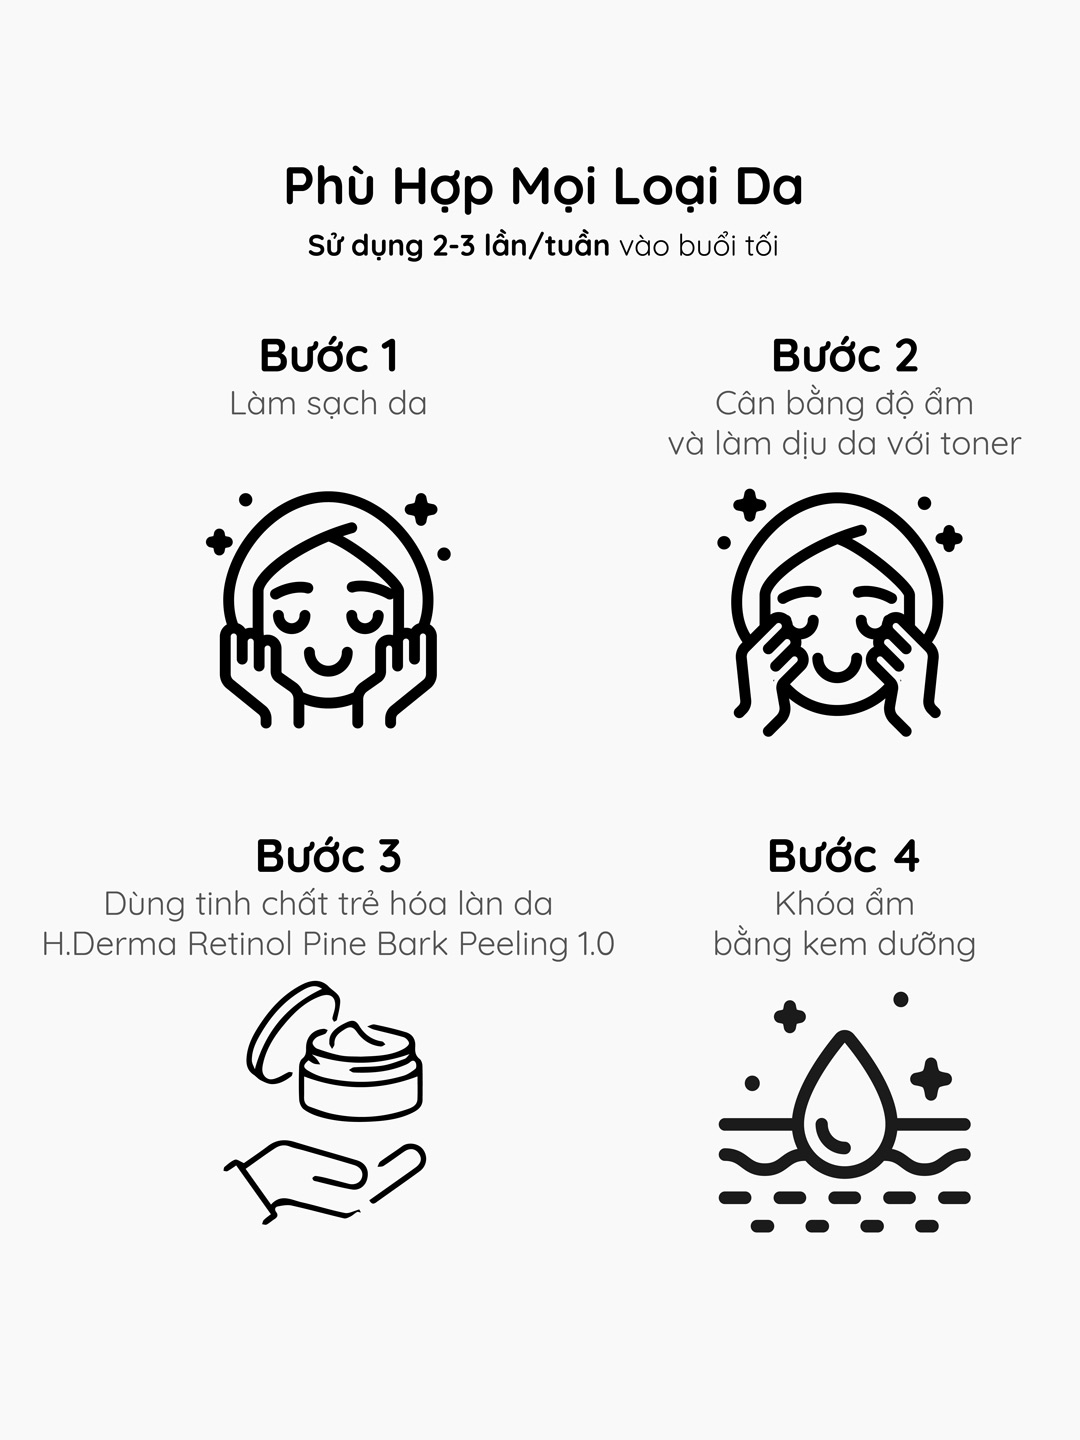 Phù Hợp Mọi Loại Da
Sử dụng 2-3 lần/tuần vào buổi tối
Bước 1
Làm sạch da
Bước 2
Cân bằng độ ẩm
và làm dịu da với toner
Bước 3
Dùng tinh chất trẻ hóa làn da
H.Derma Retinol Pine Bark Peeling 1.0
Bước 4
Khóa ẩm
bằng kem dưỡng